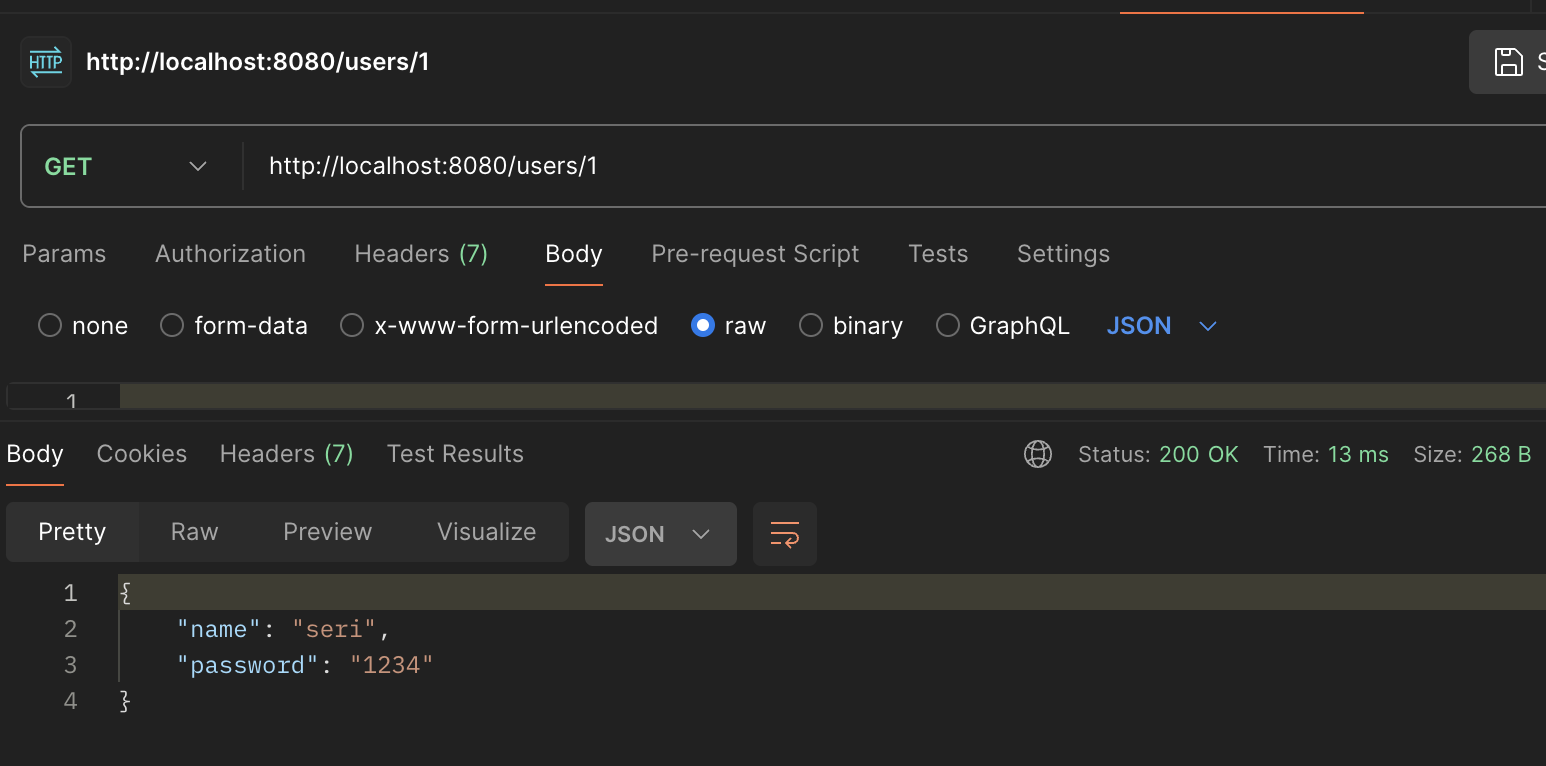 HTTP http://localhost:8080/users/1
S
GET http://localhost:8080/users/1
Params Authorization Headers (7) Body Pre-request Script Tests Settings
none form-data x-www-form-urlencoded raw binary GraphQL JSON
1
Body Cookies Headers (7) Test Results Status: 200 OK Time: 13 ms Size: 268 B
Pretty Raw Preview Visualize JSON
1 {
2 "name": "seri",
3 "password": "1234"
4 }